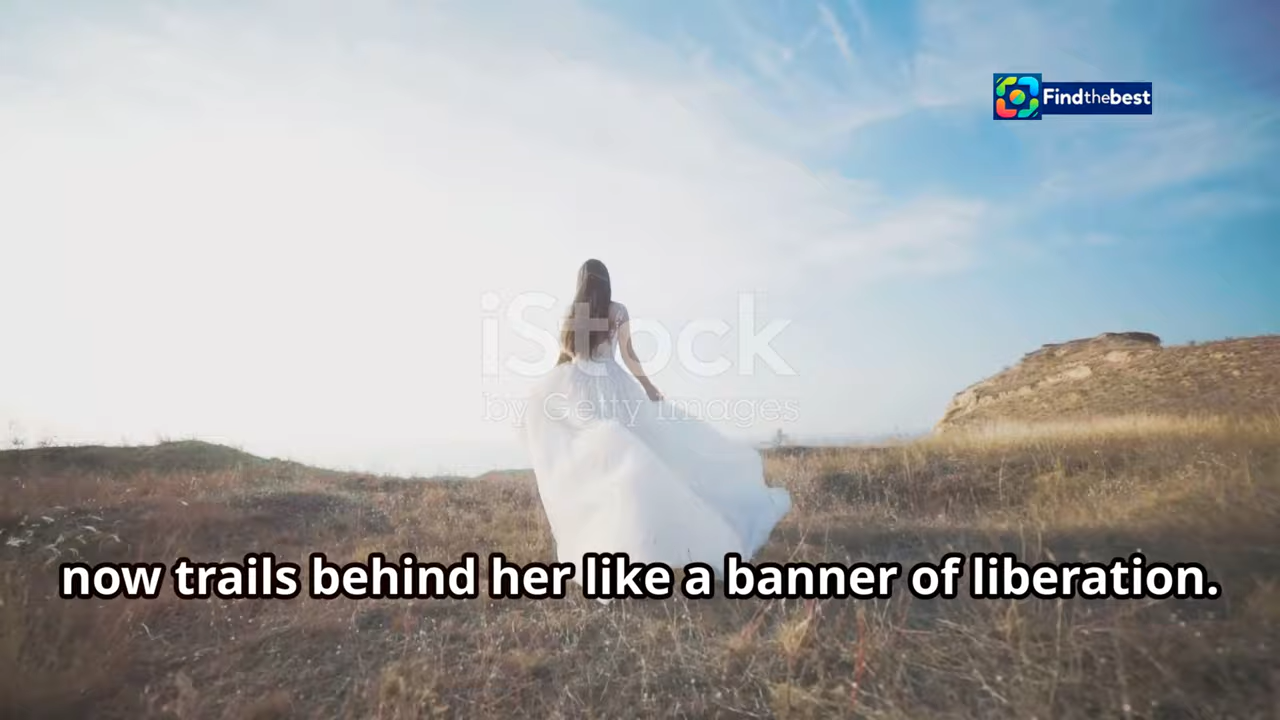 Findthebest
iStock
by Getty Images
now trails behind her like a banner of liberation.